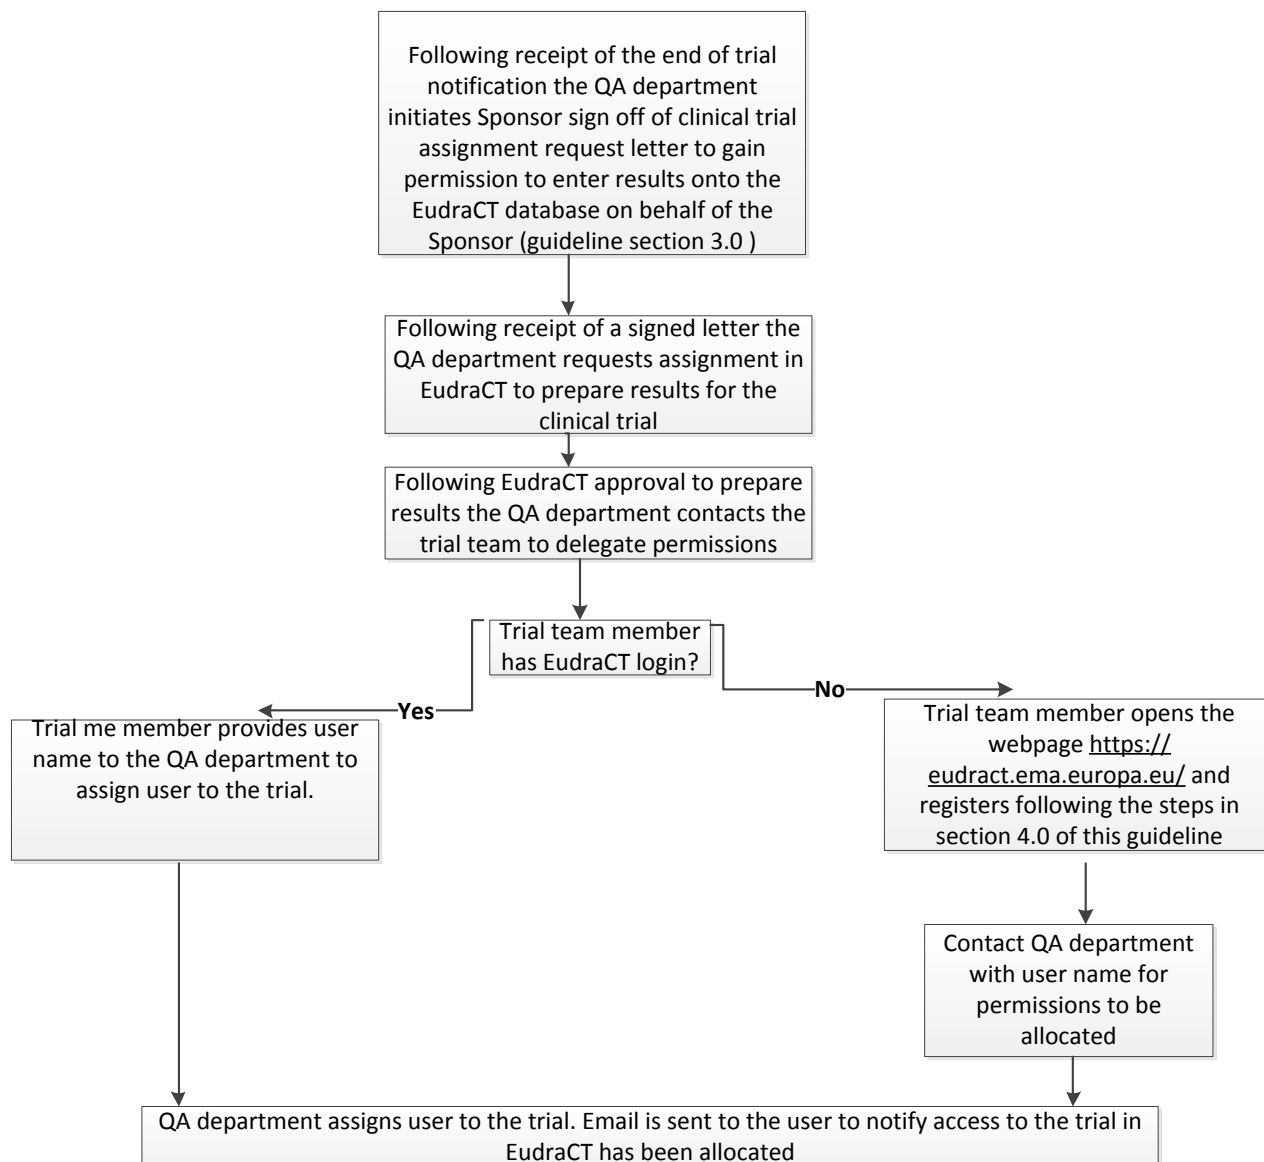 Following receipt of the end of trial
notification the QA department
initiates Sponsor sign off of clinical trial
assignment request letter to gain
permission to enter results onto the
EudraCT database on behalf of the
Sponsor (guideline section 3.0 )
Following receipt of a signed letter the
QA department requests assignment in
EudraCT to prepare results for the
clinical trial
Following EudraCT approval to prepare
results the QA department contacts the
trial team to delegate permissions
Trial team member
has EudraCT login?
Yes
No
Trial me member provides user
name to the QA department to
assign user to the trial.
Trial team member opens the
webpage https://
eudract.ema.europa.eu/ and
registers following the steps in
section 4.0 of this guideline
Contact QA department
with user name for
permissions to be
allocated
QA department assigns user to the trial. Email is sent to the user to notify access to the trial in
EudraCT has been allocated